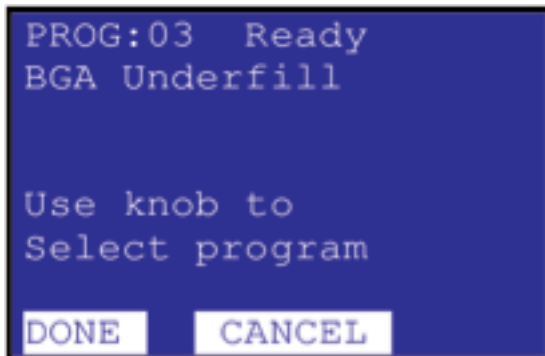 PROG:03 Ready
BGA Underfill
Use knob to
Select program
DONE CANCEL